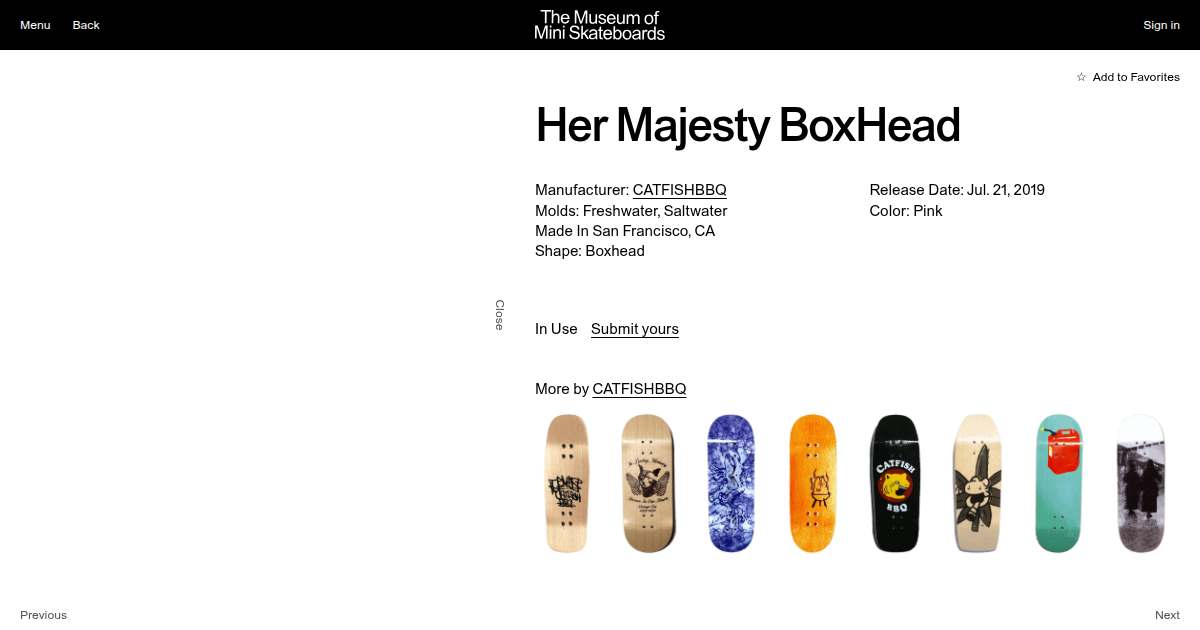 Menu
Back
The Museum of
Mini Skateboards
Sign in
☆ Add to Favorites
Her Majesty BoxHead
Manufacturer: CATFISHBBQ
Molds: Freshwater, Saltwater
Made In San Francisco, CA
Shape: Boxhead
Release Date: Jul. 21, 2019
Color: Pink
Close
In Use
Submit yours
More by CATFISHBBQ
CATFISH
BBQ
Previous
Next